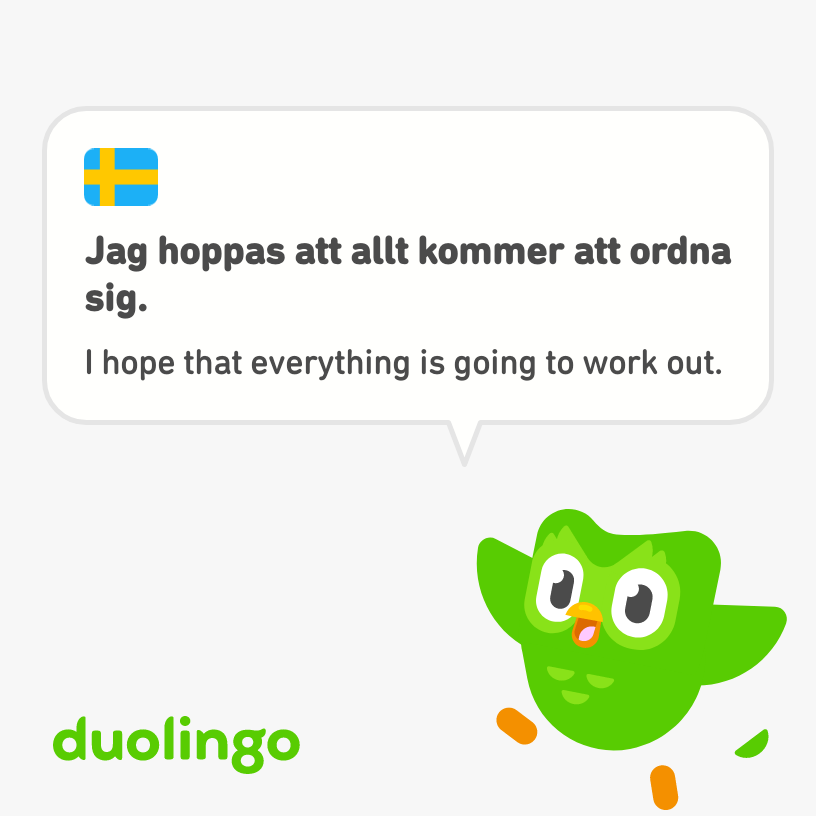 Jag hoppas att allt kommer att ordna
sig.
I hope that everything is going to work out.
duolingo